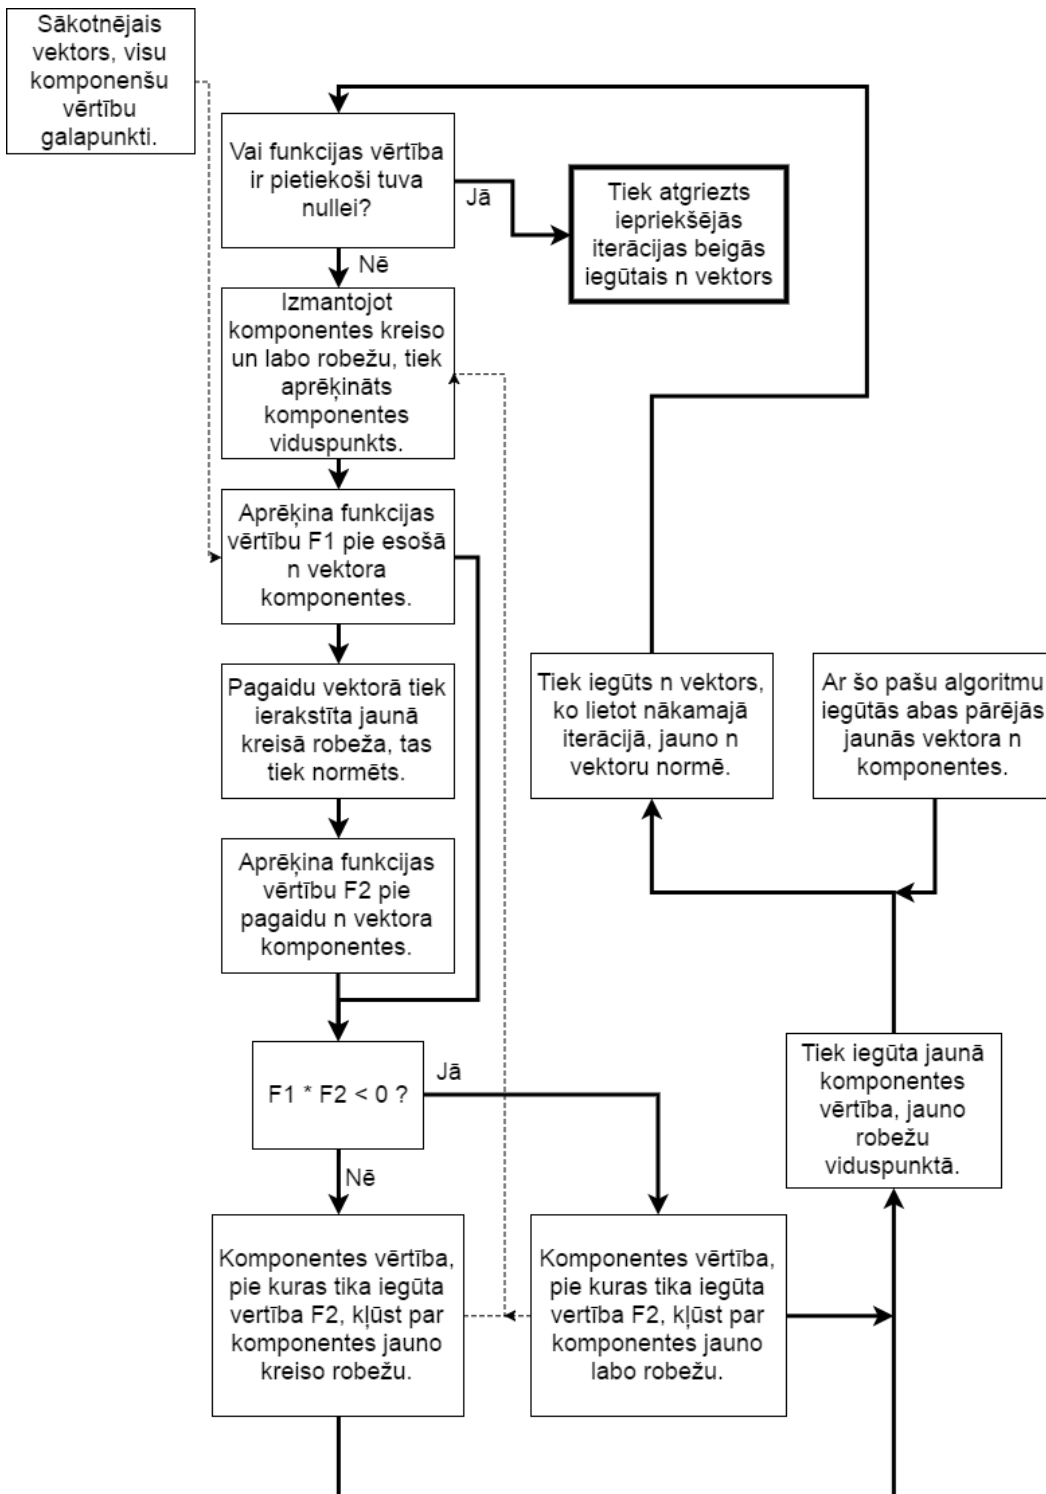 Sākotnējais
vektors, visu
komponenšu
vērtību
galapunkti.
Vai funkcijas vērtība
ir pietiekoši tuva
nullei?
Jā
Tiek atgriezts
iepriekšējās
iterācijas beigās
iegūtais n vektors
Nē
Izmantojot
komponentes kreiso
un labo robežu, tiek
aprēķināts
komponentes
viduspunkts.
Aprēķina funkcijas
vērtību F1 pie esošā
n vektora
komponentes.
Pagaidu vektorā tiek
ierakstīta jaunā
kreisā robeža, tas
tiek normēts.
Aprēķina funkcijas
vērtību F2 pie
pagaidu n vektora
komponentes.
F1 * F2 < 0 ?
Jā
Nē
Komponentes vērtība,
pie kuras tika iegūta
vertība F2, kļūst par
komponentes jauno
kreiso robežu.
Komponentes vērtība,
pie kuras tika iegūta
vertība F2, kļūst par
komponentes jauno
labo robežu.
Tiek iegūta jaunā
komponentes
vērtība, jauno
robežu
viduspunktā.
Tiek iegūts n vektors,
ko lietot nākamajā
iterācijā, jauno n
vektoru normē.
Ar šo pašu algoritmu
iegūtās abas pārējās
jaunās vektora n
komponentes.